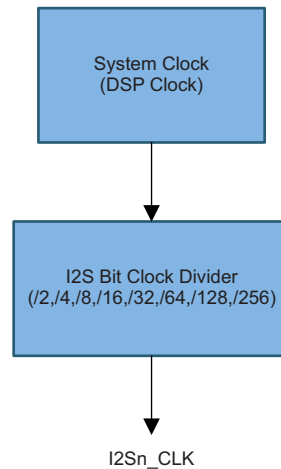 System Clock
(DSP Clock)
I2S Bit Clock Divider
(/2,/4,/8,/16,/32,/64,/128,/256)
I2Sn_CLK